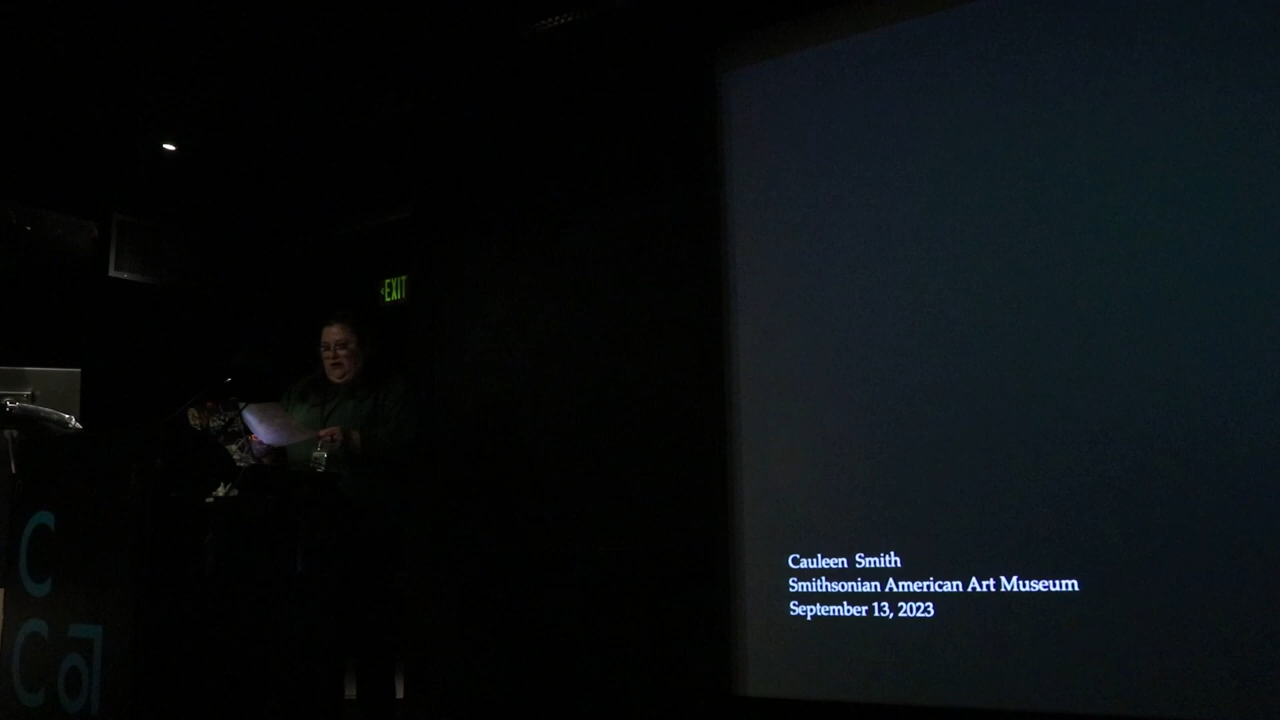 EXIT
Cauleen Smith
Smithsonian American Art Museum
September 13, 2023
C
C